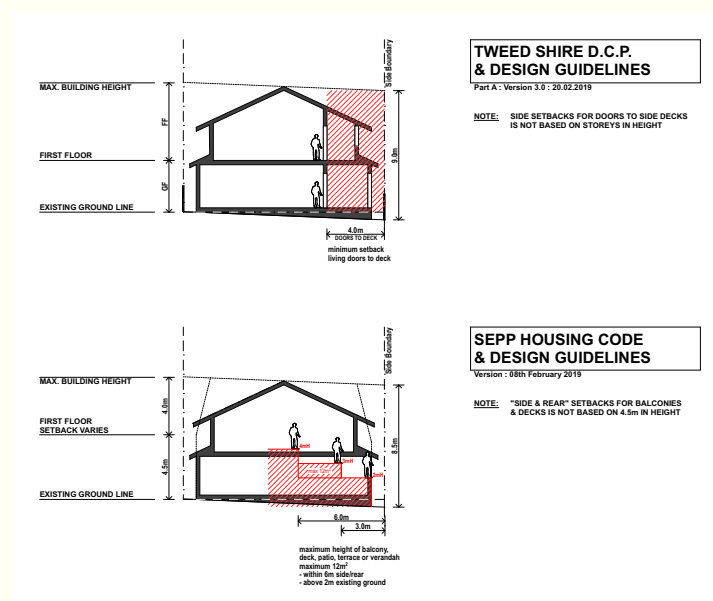 TWEED SHIRE D.C.P.
& DESIGN GUIDELINES
Part A : Version 3.0 : 20.02.2019
NOTE: SIDE SETBACKS FOR DOORS TO SIDE DECKS
IS NOT BASED ON STOREYS IN HEIGHT
Side Boundary
MAX. BUILDING HEIGHT
FF
FIRST FLOOR
9.0m
GF
EXISTING GROUND LINE
4.0m
DOORS TO DECK
minimum setback
living doors to deck
SEPP HOUSING CODE
& DESIGN GUIDELINES
Version : 08th February 2019
NOTE: "SIDE & REAR" SETBACKS FOR BALCONIES
& DECKS IS NOT BASED ON 4.5m IN HEIGHT
Side Boundary
MAX. BUILDING HEIGHT
4.0m
FIRST FLOOR
SETBACK VARIES
8.5m
4mH
3mH
max. 12m²
2mH
4.5m
EXISTING GROUND LINE
6.0m
3.0m
maximum height of balcony,
deck, patio, terrace or verandah
maximum 12m²
- within 6m side/rear
- above 2m existing ground